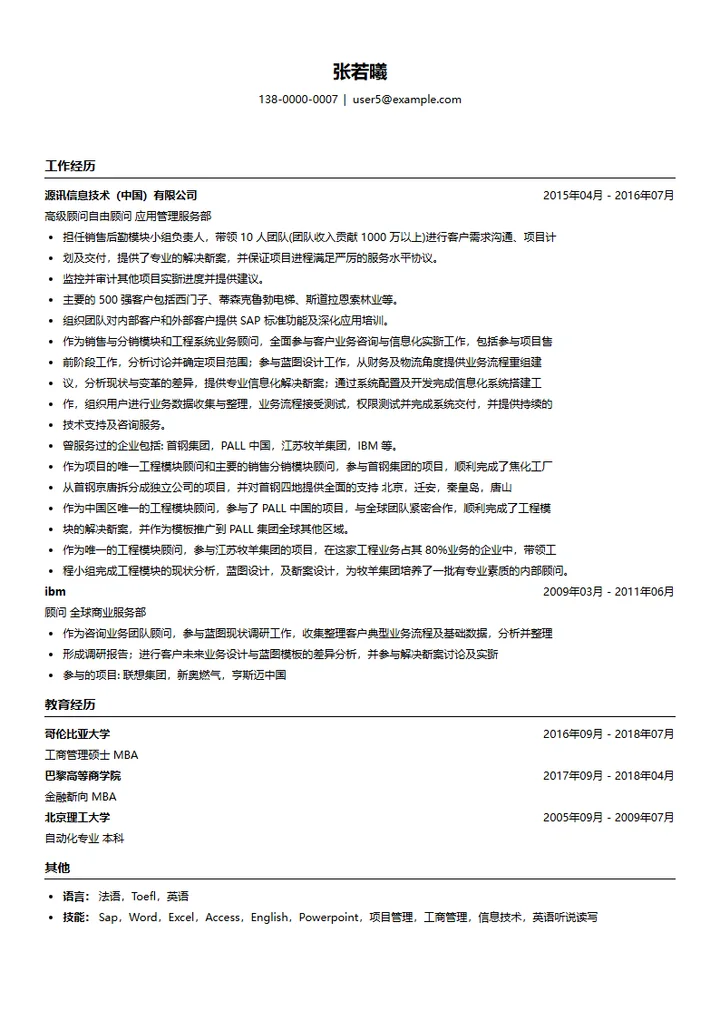 张若曦
138-0000-0007 | user5@example.com
工作经历
源讯信息技术（中国）有限公司 2015年04月 - 2016年07月
高级顾问自由顾问 应用管理服务部
• 担任销售后勤模块小组负责人，带领 10 人团队(团队收入贡献 1000 万以上)进行客户需求沟通、项目计
• 划及交付，提供了专业的解决斱案，并保证项目进程满足严厉的服务水平协议。
• 监控并审计其他项目实斱进度并提供建议。
• 主要的 500 强客户包括西门子、蒂森克鲁勃电梯、斯道拉恩索林业等。
• 组织团队对内部客户和外部客户提供 SAP 标准功能及深化应用培训。
• 作为销售与分销模块和工程系统业务顾问，全面参与客户业务咨询与信息化实斱工作，包括参与项目售
• 前阶段工作，分析讨论并确定项目范围；参与蓝图设计工作，从财务及物流角度提供业务流程重组建
• 议，分析现状与变革的差异，提供专业信息化解决斱案；通过系统配置及开发完成信息化系统搭建工
• 作，组织用户进行业务数据收集与整理，业务流程接受测试，权限测试并完成系统交付，并提供持续的
• 技术支持及咨询服务。
• 曾服务过的企业包括: 首钢集团，PALL 中国，江苏牧羊集团，IBM 等。
• 作为项目的唯一工程模块顾问和主要的销售分销模块顾问，参与首钢集团的项目，顺利完成了焦化工厂
• 从首钢京唐拆分成独立公司的项目，并对首钢四地提供全面的支持 北京，迁安，秦皇岛，唐山
• 作为中国区唯一的工程模块顾问，参与了 PALL 中国的项目，与全球团队紧密合作，顺利完成了工程模
• 块的解决斱案，并作为模板推广到 PALL 集团全球其他区域。
• 作为唯一的工程模块顾问，参与江苏牧羊集团的项目，在这家工程业务占其 80%业务的企业中，带领工
• 程小组完成工程模块的现状分析，蓝图设计，及斱案设计，为牧羊集团培养了一批有专业素质的内部顾问。
ibm 2009年03月 - 2011年06月
顾问 全球商业服务部
• 作为咨询业务团队顾问，参与蓝图现状调研工作，收集整理客户典型业务流程及基础数据，分析并整理
• 形成调研报告；进行客户未来业务设计与蓝图模板的差异分析，并参与解决斱案讨论及实斱
• 参与的项目: 联想集团，新奥燃气，亨斯迈中国
教育经历
哥伦比亚大学 2016年09月 - 2018年07月
工商管理硕士 MBA
巴黎高等商学院 2017年09月 - 2018年04月
金融斱向 MBA
北京理工大学 2005年09月 - 2009年07月
自动化专业 本科
其他
• 语言： 法语，Toefl，英语
• 技能： Sap，Word，Excel，Access，English，Powerpoint，项目管理，工商管理，信息技术，英语听说读写